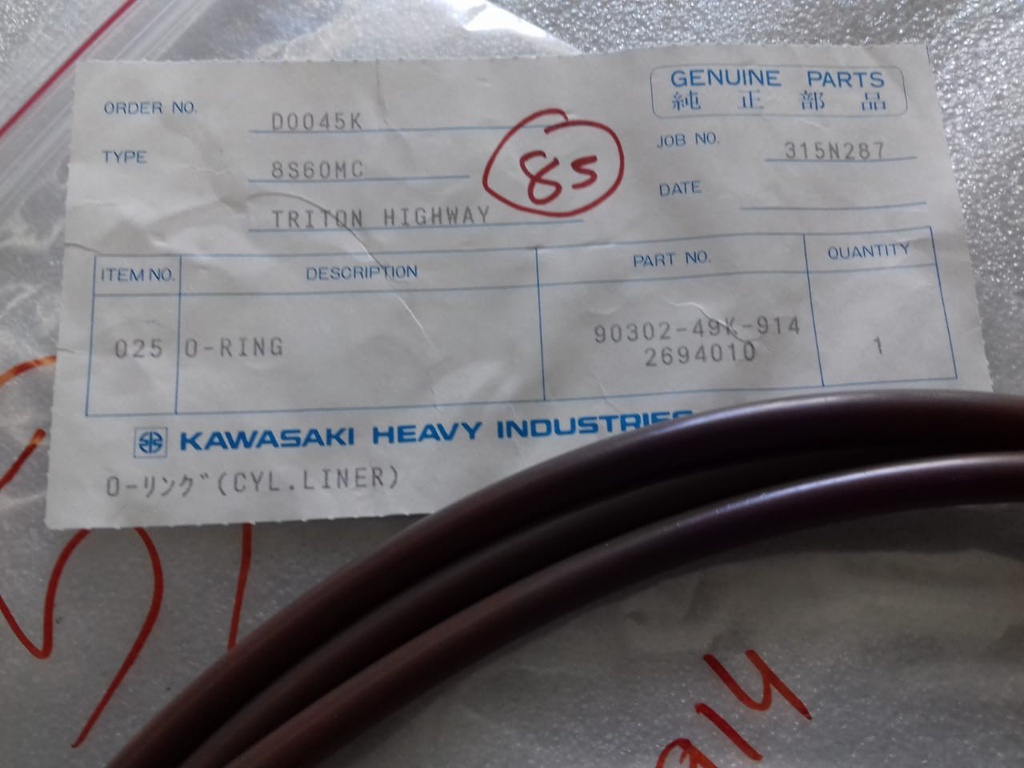 GENUINE PARTS
純正部品
ORDER NO. D0045K
JOB NO. 315N287
TYPE 8S60MC
85
DATE
TRITON HIGHWAY
ITEM NO. DESCRIPTION PART NO. QUANTITY
025 O-RING 90302-49K-914 1
2694010
KAWASAKI HEAVY INDUSTRIES
O-リング(CYL.LINER)
914